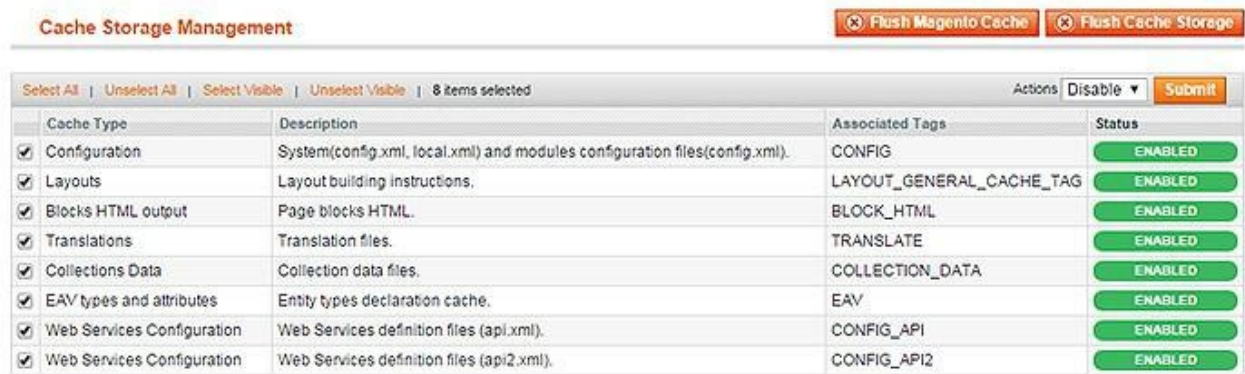 Cache Storage Management Flush Magento Cache Flush Cache Storage
Select All | Unselect All | Select Visible | Unselect Visible | 8 items selected Actions Disable Submit
Cache Type Description Associated Tags Status
Configuration System(config.xml, local.xml) and modules configuration files(config.xml). CONFIG ENABLED
Layouts Layout building instructions. LAYOUT_GENERAL_CACHE_TAG ENABLED
Blocks HTML output Page blocks HTML. BLOCK_HTML ENABLED
Translations Translation files. TRANSLATE ENABLED
Collections Data Collection data files. COLLECTION_DATA ENABLED
EAV types and attributes Entity types declaration cache. EAV ENABLED
Web Services Configuration Web Services definition files (api.xml). CONFIG_API ENABLED
Web Services Configuration Web Services definition files (api2.xml). CONFIG_API2 ENABLED